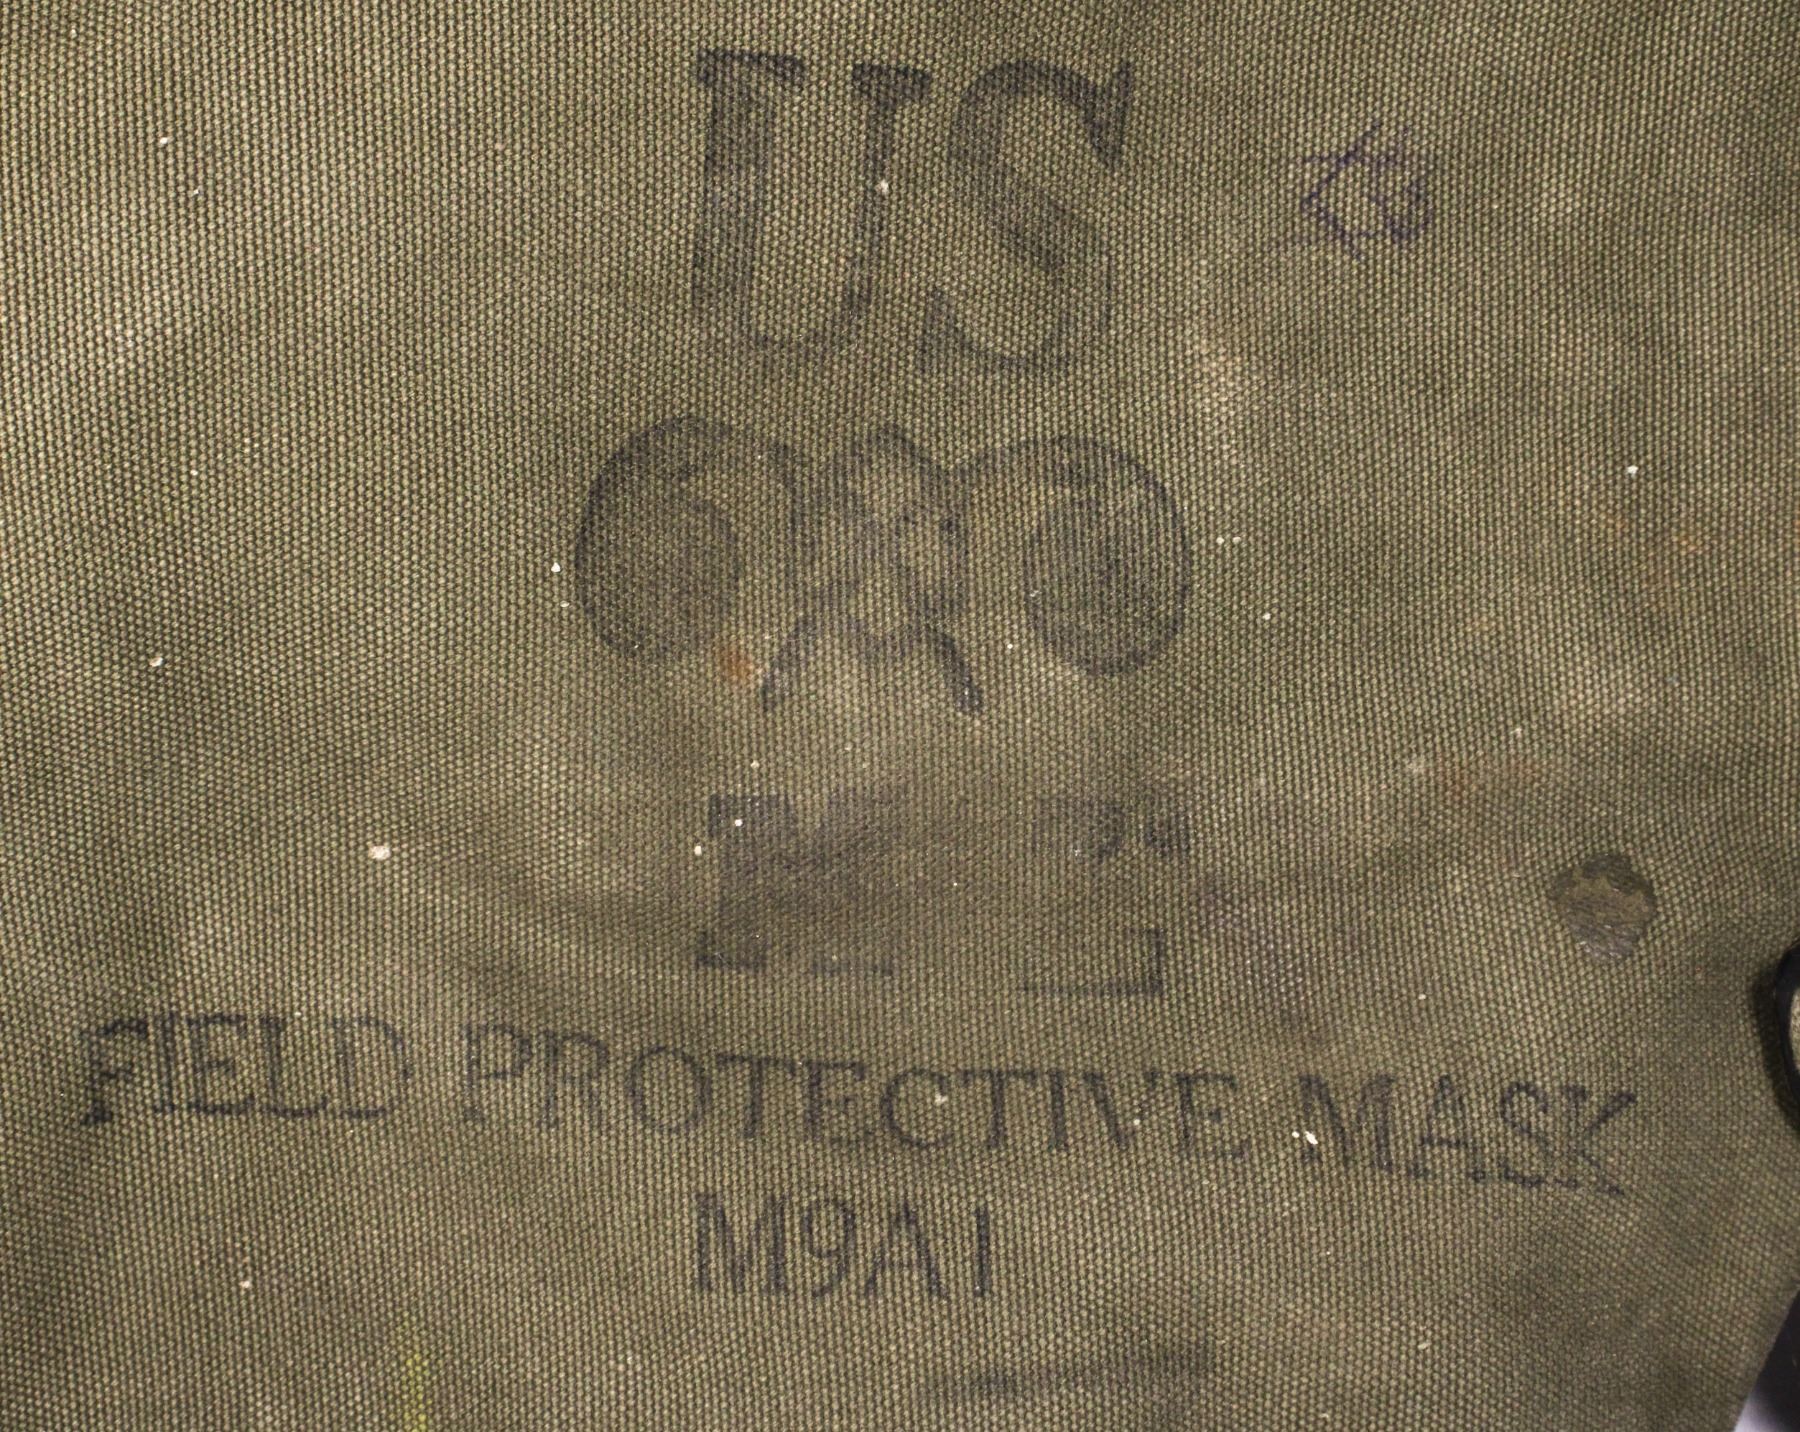 US
FIELD PROTECTIVE MASK
M9A1